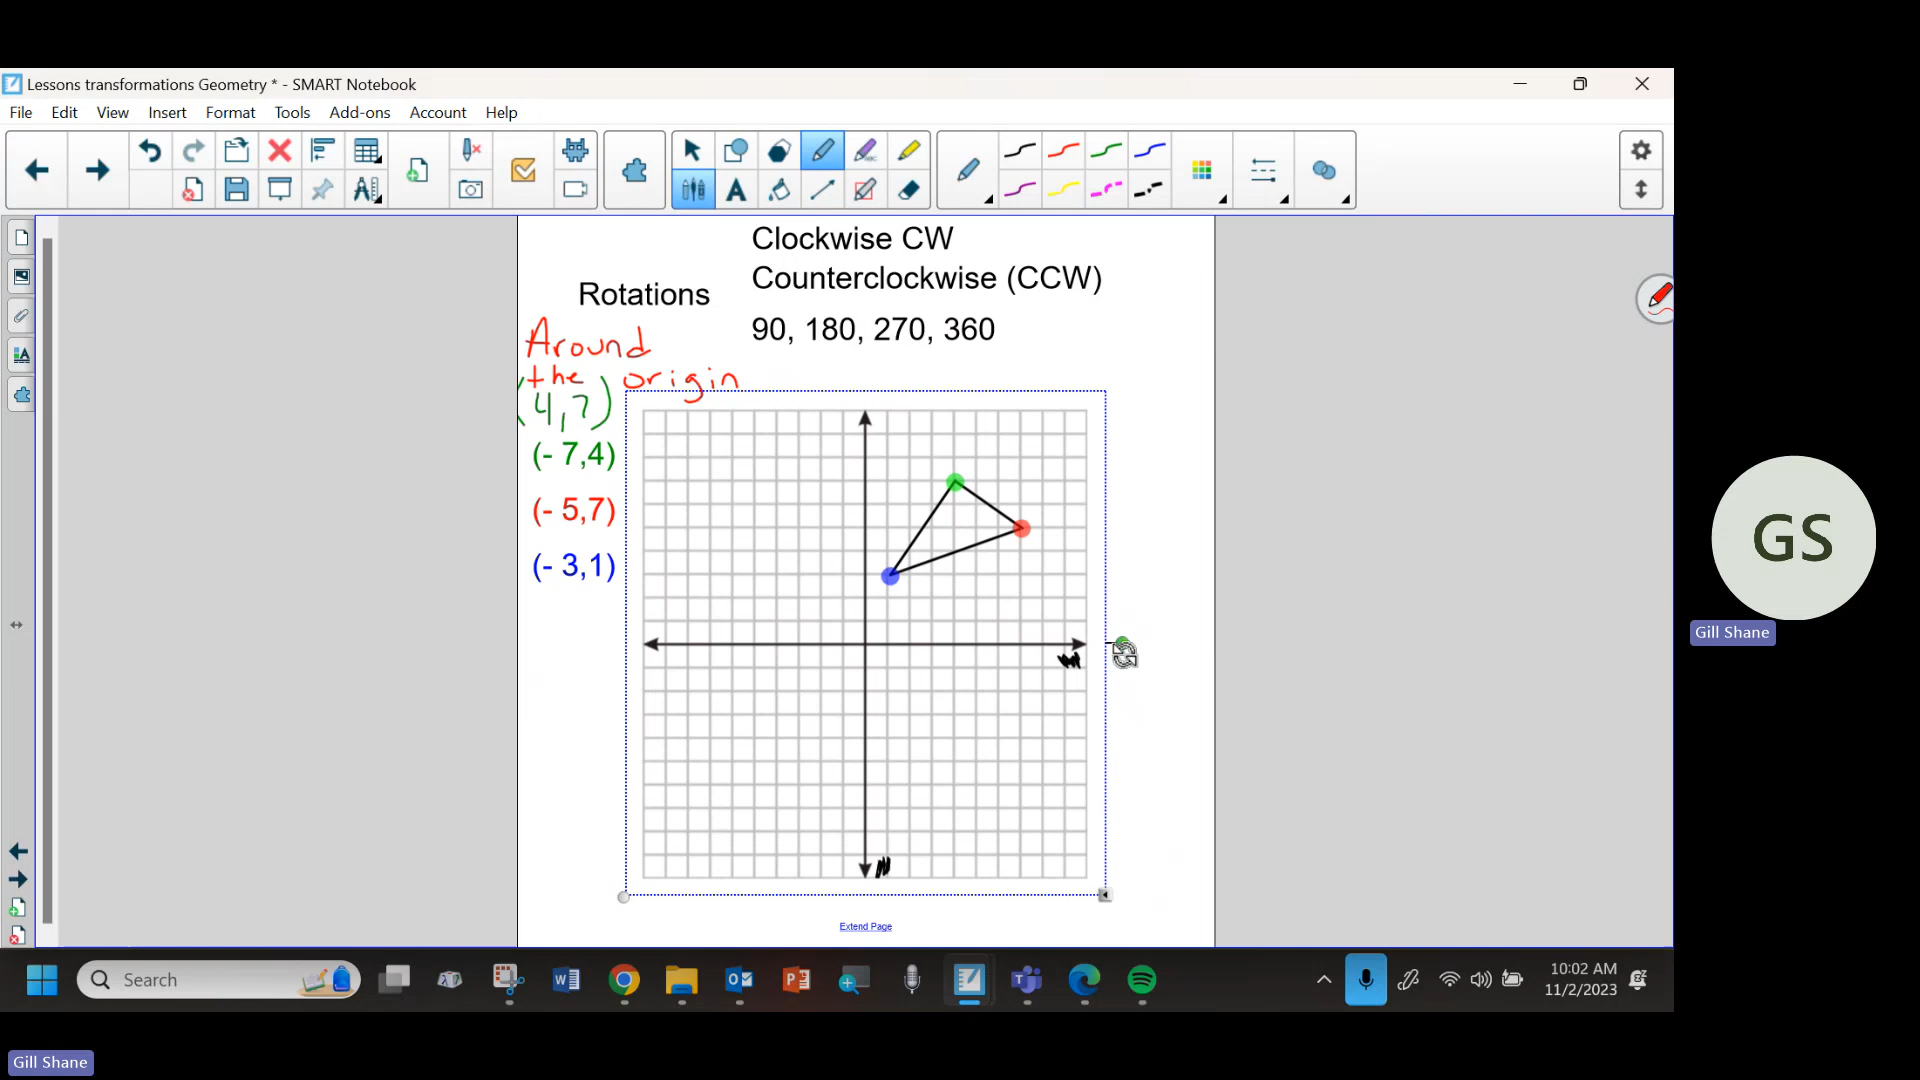 Lessons transformations Geometry * - SMART Notebook
File Edit View Insert Format Tools Add-ons Account Help
Clockwise CW
Counterclockwise (CCW)
Rotations
90, 180, 270, 360
Around
the origin
(4,7)
(- 7,4)
(- 5,7)
(- 3,1)
Extend Page
GS
Gill Shane
Search
10:02 AM
11/2/2023
Gill Shane